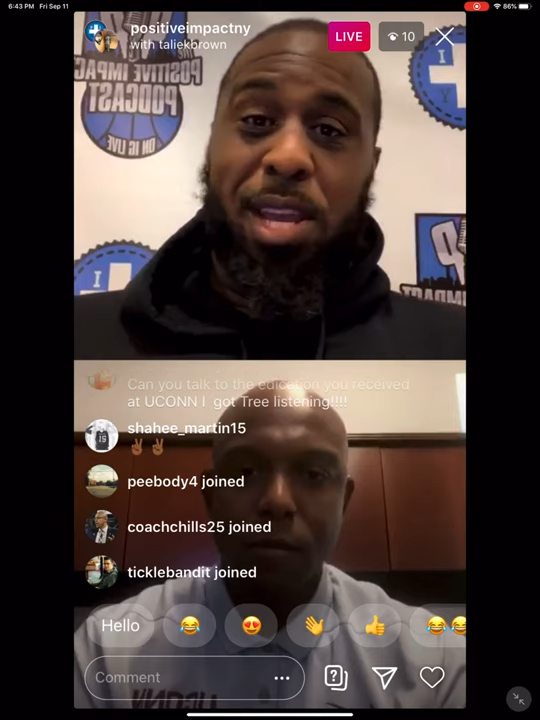 6:43 PM Fri Sep 11
86%
positiveimpactny
with taliekbrown
LIVE
10
POSITIVE IMPACT
PODCAST
ON IG LIVE
I
Can you talk to the edication you received
at UCONN I got Tree listening!!!!
shahee_martin15
✌🏾✌🏾
peebody4 joined
coachchills25 joined
ticklebandit joined
Hello 😂 😍 👋 👍 😂😂
Comment
UCONN